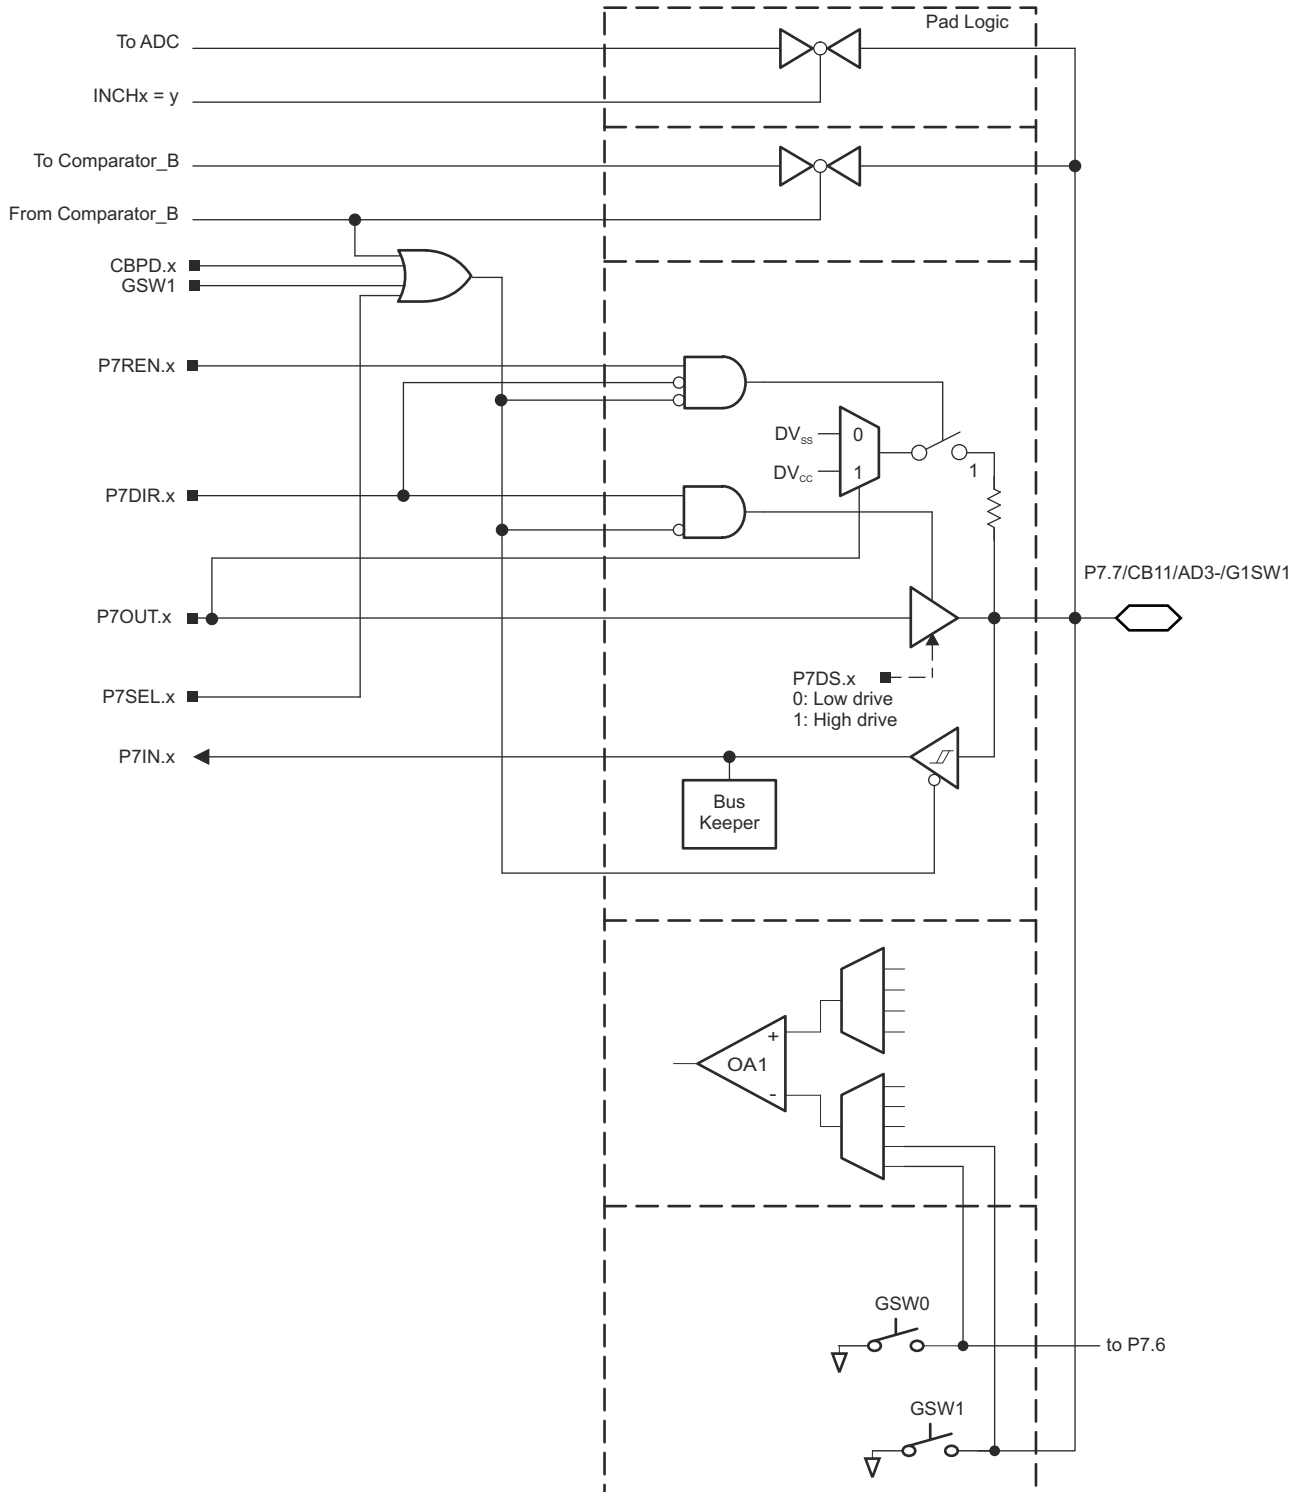 Pad Logic
To ADC
INCHx = y
To Comparator_B
From Comparator_B
CBPD.x
GSW1
P7REN.x
DVSS
0
DVCC
1
1
P7DIR.x
P7.7/CB11/AD3-/G1SW1
P7OUT.x
P7DS.x
0: Low drive
1: High drive
P7SEL.x
P7IN.x
Bus
Keeper
+
OA1
-
GSW0
to P7.6
GSW1